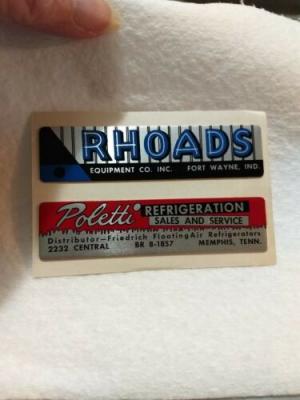 RHOADS
EQUIPMENT CO. INC. FORT WAYNE, IND.
Poletti REFRIGERATION
SALES AND SERVICE
Distributor-Friedrich FloatingAir Refrigerators
2232 CENTRAL BR 8-1857 MEMPHIS, TENN.